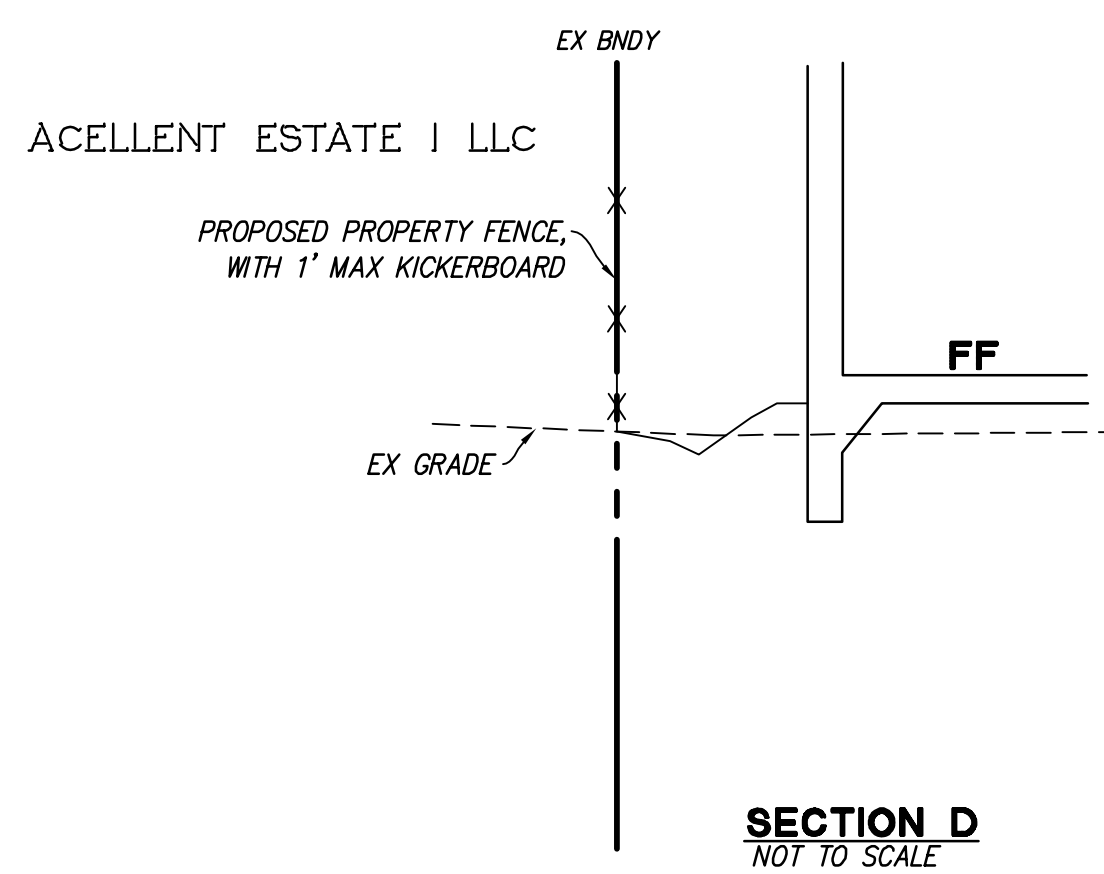 EX BNDY
ACELLENT ESTATE I LLC
PROPOSED PROPERTY FENCE,
WITH 1' MAX KICKERBOARD
FF
EX GRADE
SECTION D
NOT TO SCALE